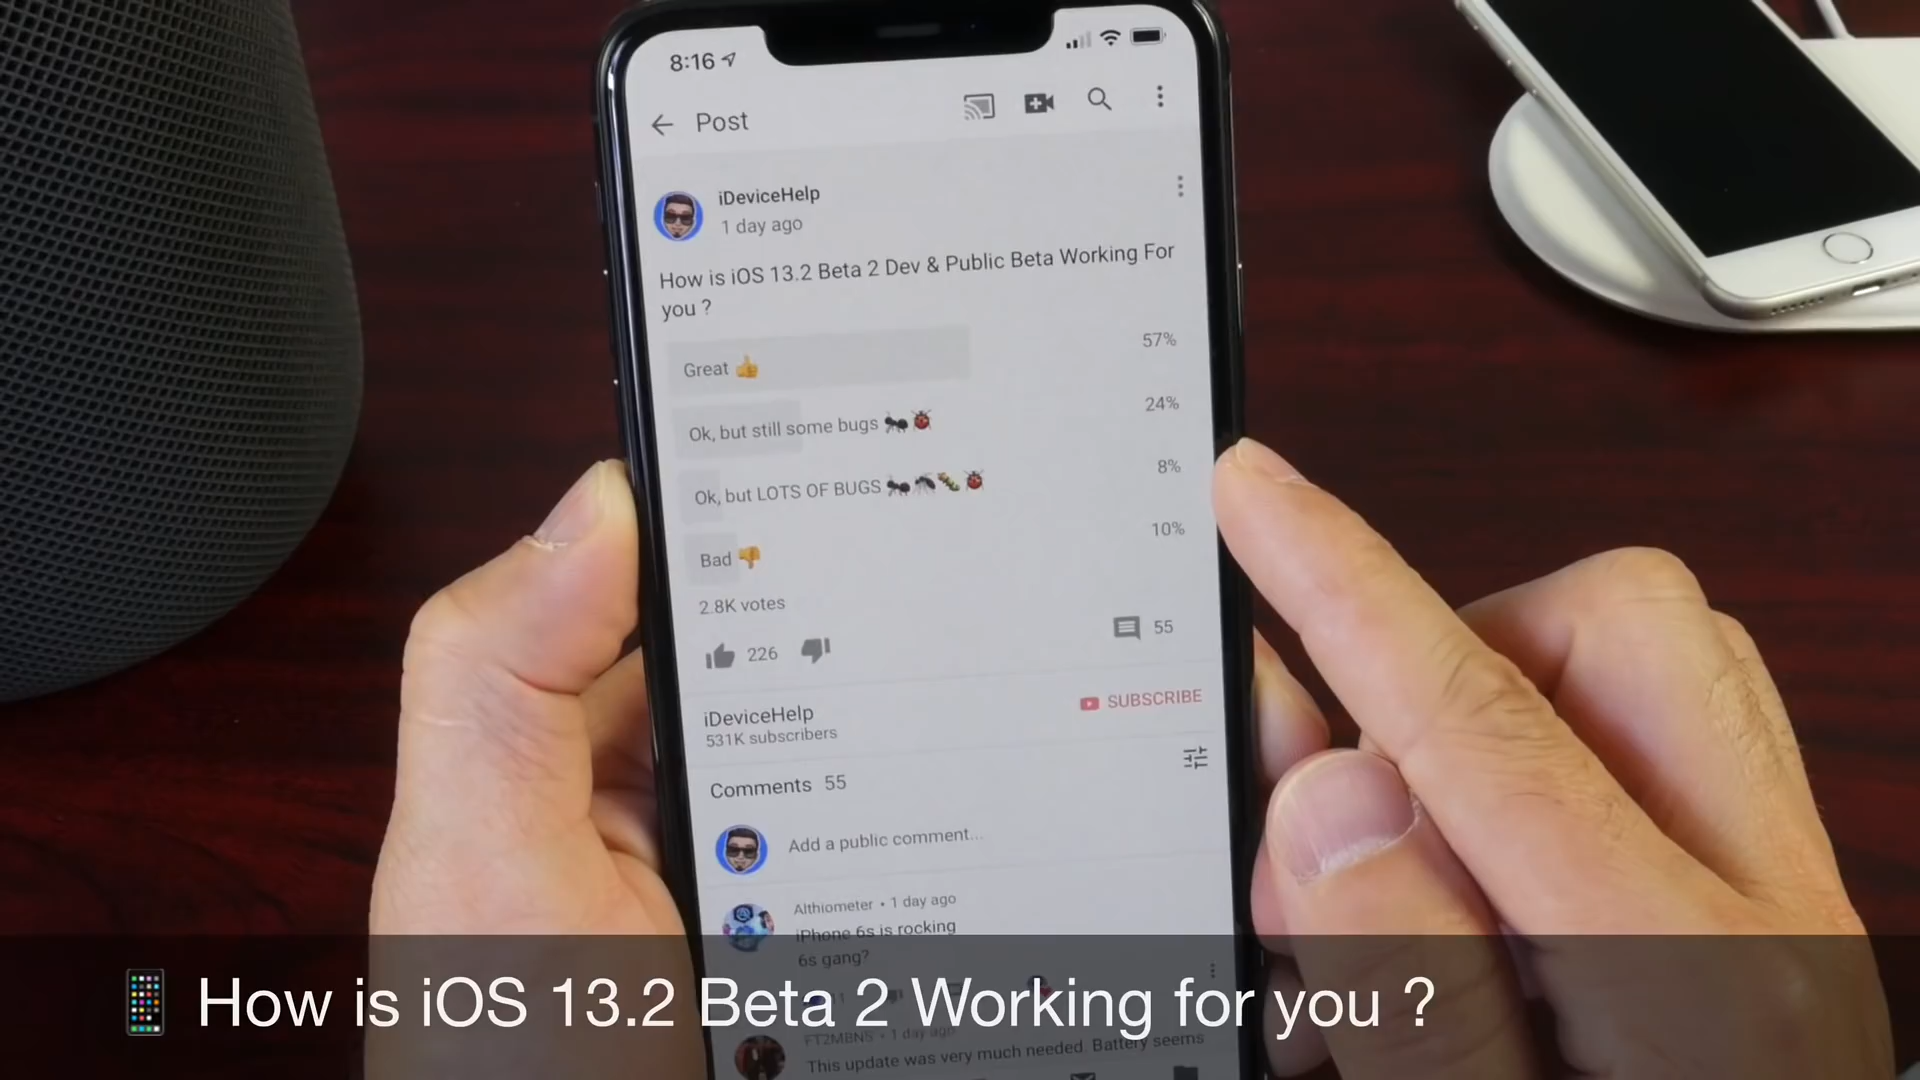 8:16
Post
iDeviceHelp
1 day ago
How is iOS 13.2 Beta 2 Dev & Public Beta Working For
you ?
Great 👍 57%
Ok, but still some bugs 🐜🐞 24%
Ok, but LOTS OF BUGS 🐜🦟🐛🐞 8%
Bad 👎 10%
2.8K votes
226
55
iDeviceHelp
SUBSCRIBE
531K subscribers
Comments 55
Add a public comment...
Althiometer • 1 day ago
iPhone 6s is rocking
6s gang?
📱 How is iOS 13.2 Beta 2 Working for you ?
FT2MBNS • 1 day ago
This update was very much needed. Battery seems